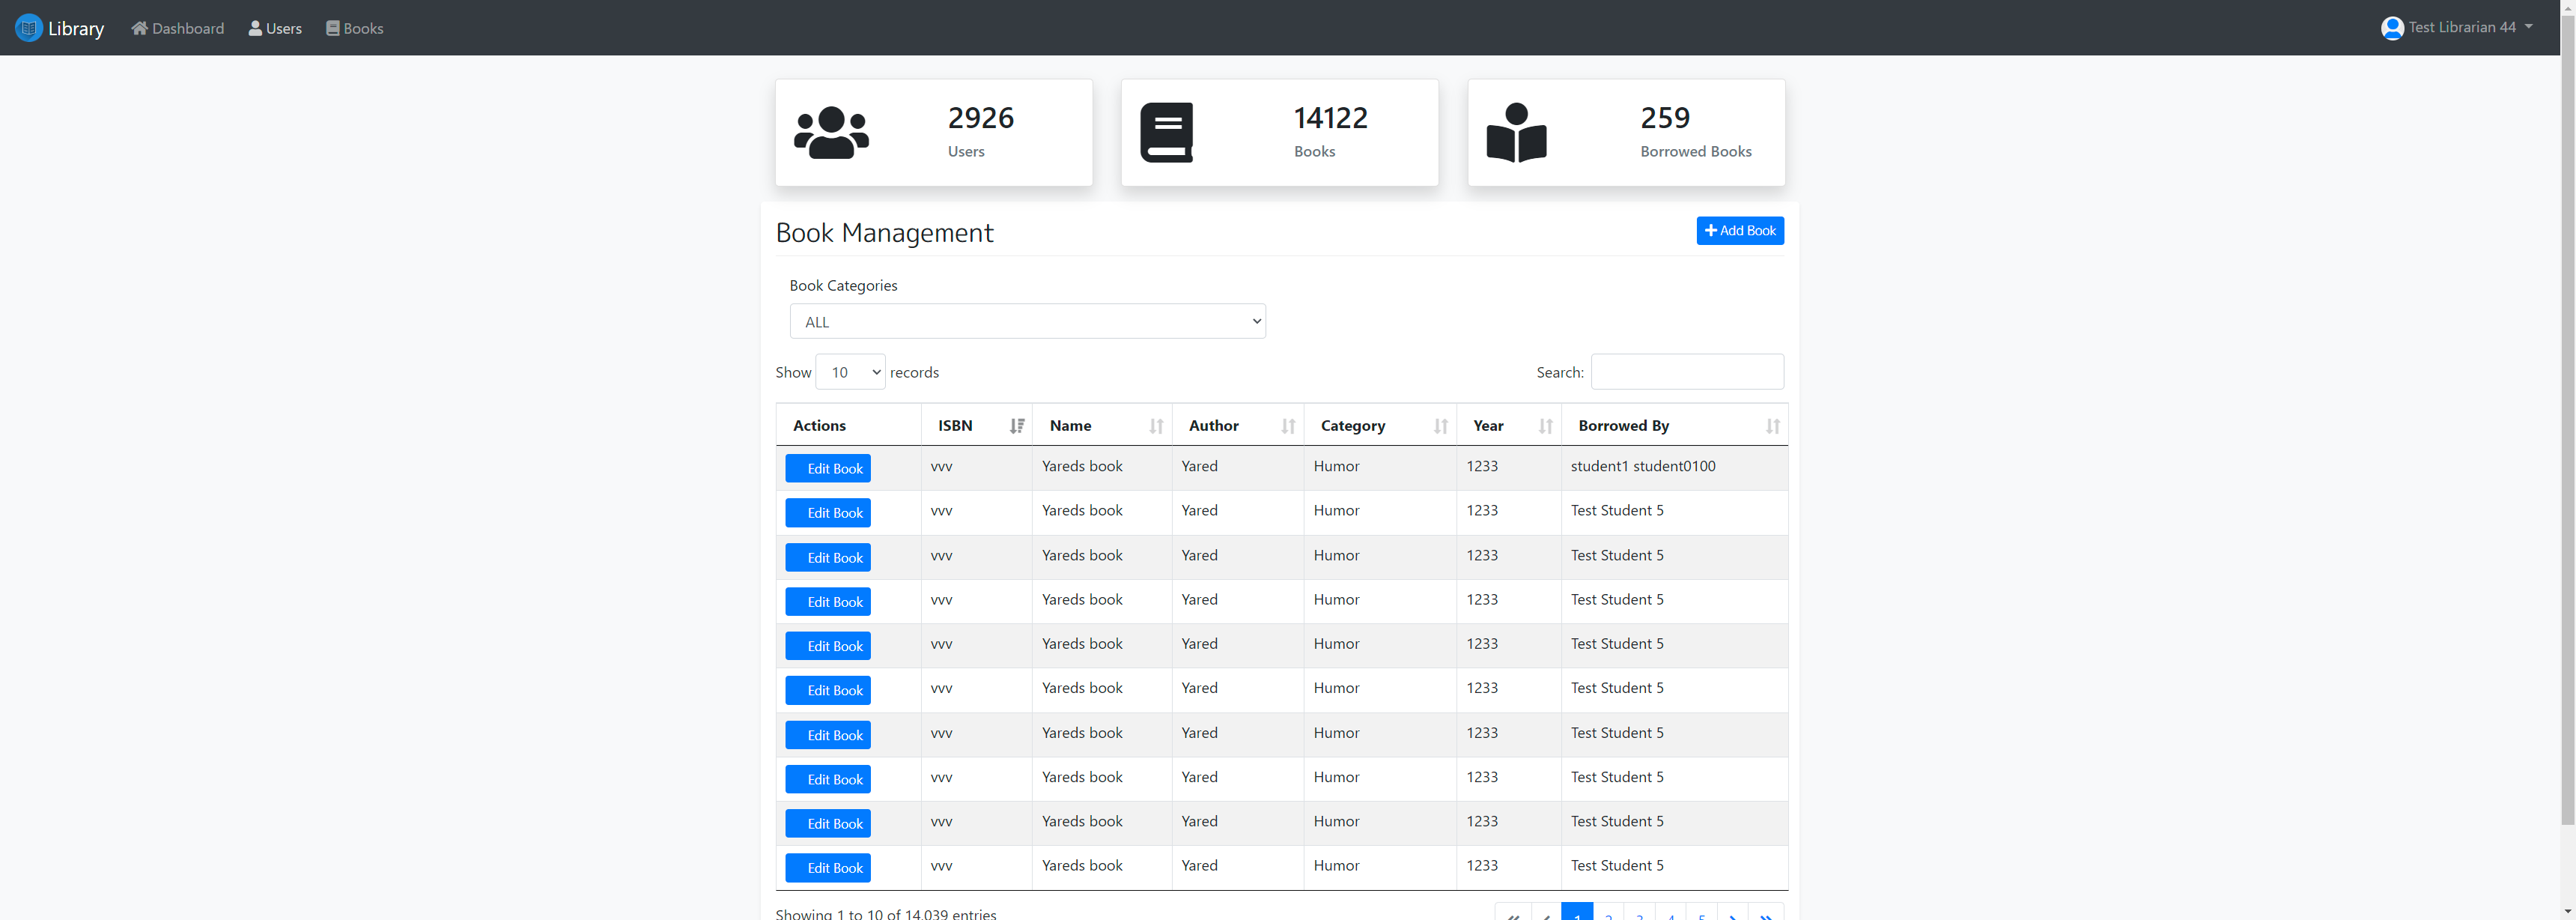 Library Dashboard Users Books Test Librarian 44
2926
Users
14122
Books
259
Borrowed Books
Book Management
Add Book
Book Categories
ALL
Show 10 records Search:
Actions ISBN Name Author Category Year Borrowed By
Edit Book vvv Yareds book Yared Humor 1233 student1 student0100
Edit Book vvv Yareds book Yared Humor 1233 Test Student 5
Edit Book vvv Yareds book Yared Humor 1233 Test Student 5
Edit Book vvv Yareds book Yared Humor 1233 Test Student 5
Edit Book vvv Yareds book Yared Humor 1233 Test Student 5
Edit Book vvv Yareds book Yared Humor 1233 Test Student 5
Edit Book vvv Yareds book Yared Humor 1233 Test Student 5
Edit Book vvv Yareds book Yared Humor 1233 Test Student 5
Edit Book vvv Yareds book Yared Humor 1233 Test Student 5
Edit Book vvv Yareds book Yared Humor 1233 Test Student 5
Showing 1 to 10 of 14,039 entries « ‹ 1 2 3 4 5 › »